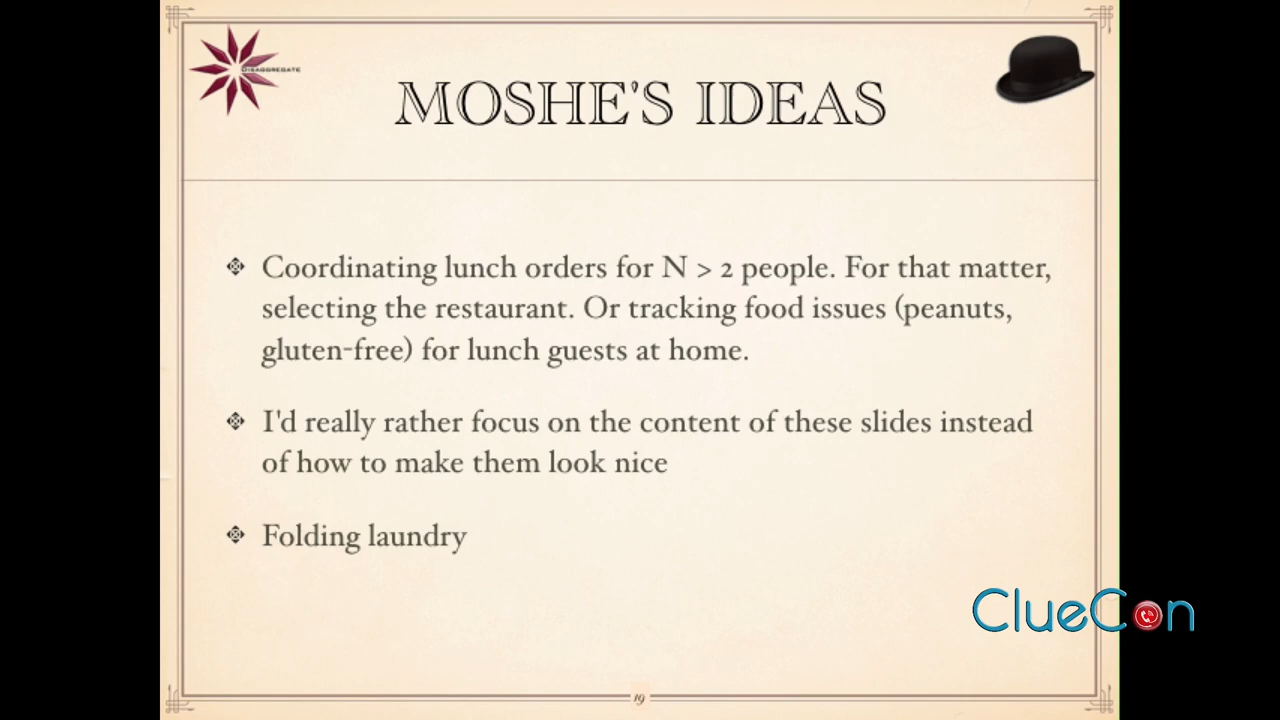 DISAGGREGATE
MOSHE'S IDEAS
Coordinating lunch orders for N > 2 people. For that matter,
selecting the restaurant. Or tracking food issues (peanuts,
gluten-free) for lunch guests at home.
I'd really rather focus on the content of these slides instead
of how to make them look nice
Folding laundry
ClueCon
19